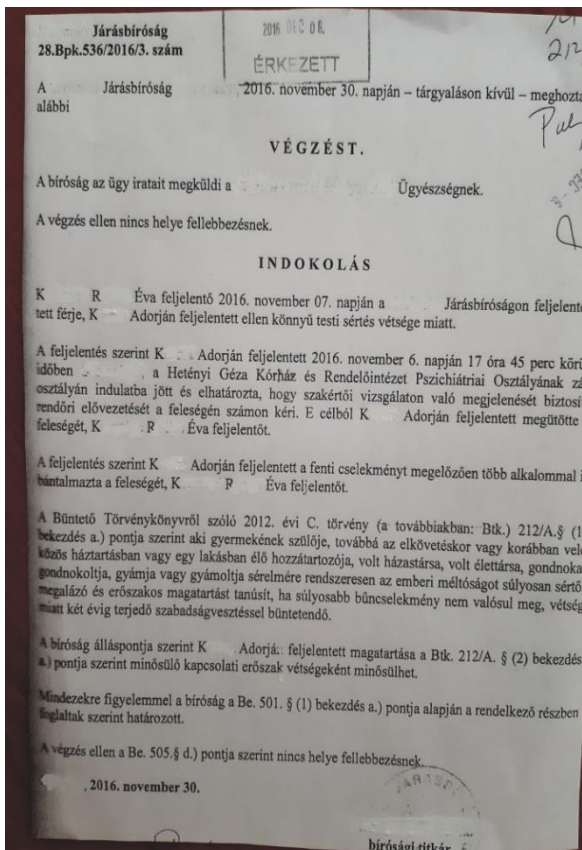 Járásbíróság
28.Bpk.536/2016/3. szám
2016 DEC 08.
ÉRKEZETT
212
A Járásbíróság 2016. november 30. napján – tárgyaláson kívül – meghozta
alábbi
VÉGZÉST.
A bíróság az ügy iratait megküldi a Ügyészségnek.
A végzés ellen nincs helye fellebbezésnek.
INDOKOLÁS
K R Éva feljelentő 2016. november 07. napján a Járásbíróságon feljelenté
tett férje, K Adorján feljelentett ellen könnyű testi sértés vétsége miatt.
A feljelentés szerint K Adorján feljelentett 2016. november 6. napján 17 óra 45 perc körü
időben , a Hetényi Géza Kórház és Rendelőintézet Pszichiátriai Osztályának zá
osztályán indulatba jött és elhatározta, hogy szakértői vizsgálaton való megjelenését biztosí
rendőri elővezetését a feleségén számon kéri. E célból K Adorján feljelentett megütötte
feleségét, K R Éva feljelentőt.
A feljelentés szerint K Adorján feljelentett a fenti cselekményt megelőzően több alkalommal i
bántalmazta a feleségét, K R Éva feljelentőt.
A Büntető Törvénykönyvről szóló 2012. évi C. törvény (a továbbiakban: Btk.) 212/A.§ (1
bekezdés a.) pontja szerint aki gyermekének szülője, továbbá az elkövetéskor vagy korábban vele
közös háztartásban vagy egy lakásban élő hozzátartozója, volt házastársa, volt élettársa, gondnoka
gondnokoltja, gyámja vagy gyámoltja sérelmére rendszeresen az emberi méltóságot súlyosan sértő
megalázó és erőszakos magatartást tanúsít, ha súlyosabb bűncselekmény nem valósul meg, vétség
miatt két évig terjedő szabadságvesztéssel büntetendő.
A bíróság álláspontja szerint K Adorján feljelentett magatartása a Btk. 212/A. § (2) bekezdés
a.) pontja szerint minősülő kapcsolati erőszak vétségeként minősülhet.
Mindezekre figyelemmel a bíróság a Be. 501. § (1) bekezdés a.) pontja alapján a rendelkező részben
foglaltak szerint határozott.
A végzés ellen a Be. 505.§ d.) pontja szerint nincs helye fellebbezésnek.
, 2016. november 30.
JÁRÁSBÍ
bírósági titkár